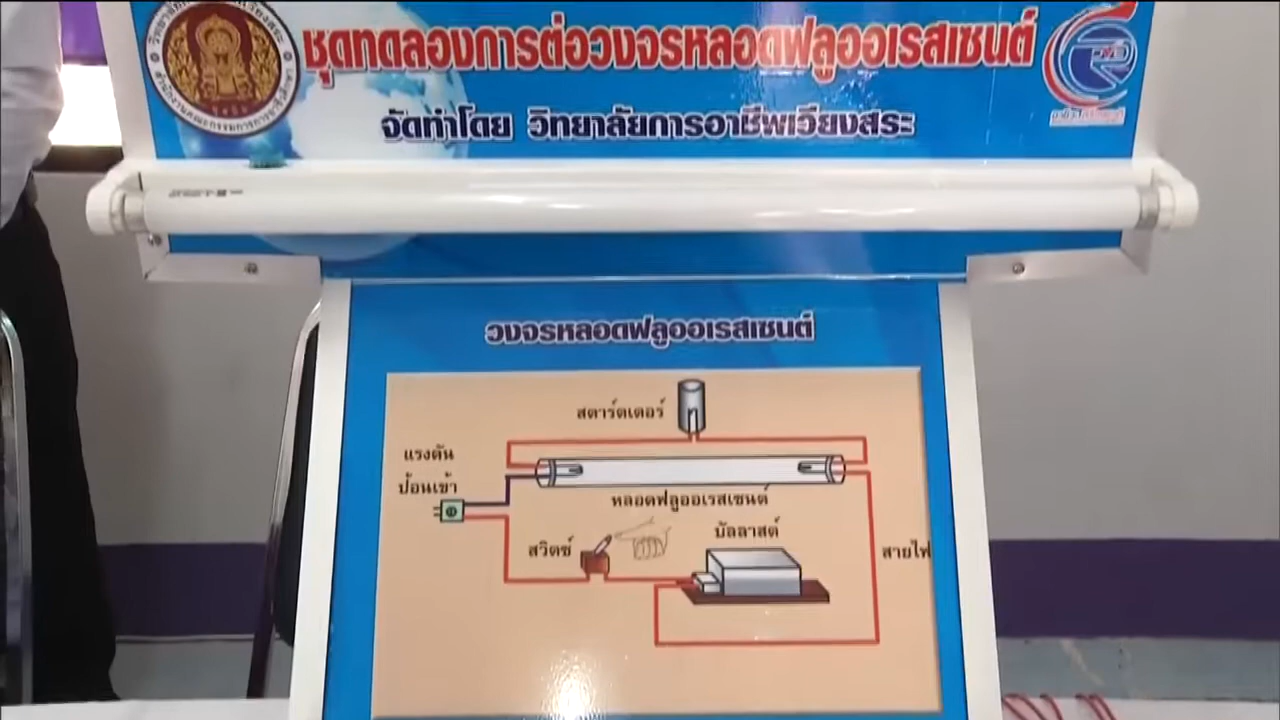 ชุดทดลองการต่อวงจรหลอดฟลูออเรสเซนต์
จัดทำโดย วิทยาลัยการอาชีพเวียงสระ
วงจรหลอดฟลูออเรสเซนต์
สตาร์ตเตอร์
แรงดัน
ป้อนเข้า
หลอดฟลูออเรสเซนต์
สวิตซ์
บัลลาสต์
สายไฟ